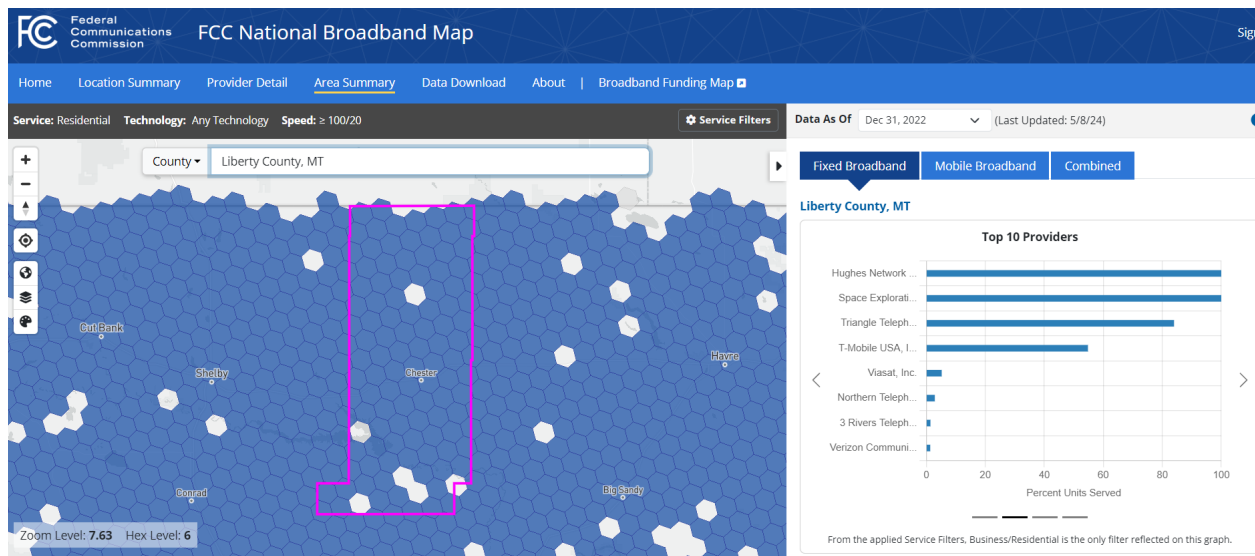 FCC Federal Communications Commission
FCC National Broadband Map
Sign
Home Location Summary Provider Detail Area Summary Data Download About | Broadband Funding Map
Service: Residential Technology: Any Technology Speed: ≥ 100/20 Service Filters
Data As Of Dec 31, 2022 (Last Updated: 5/8/24)
County Liberty County, MT
Cut Bank
Shelby
Chester
Havre
Conrad
Big Sandy
Zoom Level: 7.63 Hex Level: 6
Fixed Broadband Mobile Broadband Combined
Liberty County, MT
Top 10 Providers
Hughes Network ...
Space Explorati...
Triangle Teleph...
T-Mobile USA, I...
Viasat, Inc.
Northern Teleph...
3 Rivers Teleph...
Verizon Communi...
0 20 40 60 80 100
Percent Units Served
From the applied Service Filters, Business/Residential is the only filter reflected on this graph.